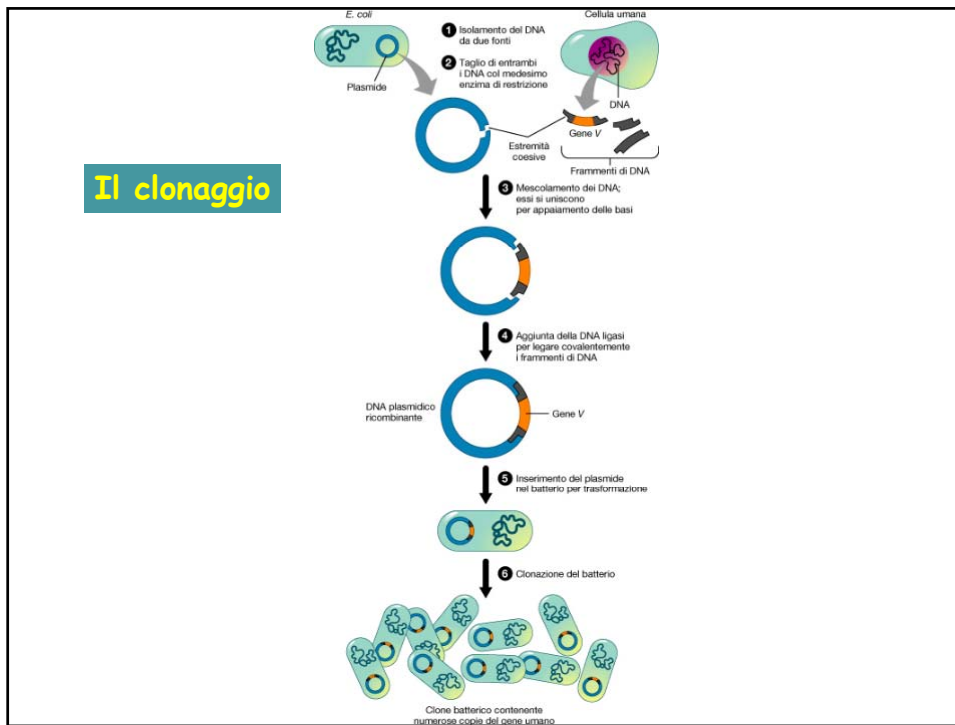 E. coli
Cellula umana
1 Isolamento del DNA
da due fonti
2 Taglio di entrambi
i DNA col medesimo
enzima di restrizione
Plasmide
DNA
Gene V
Estremità
coesive
Frammenti di DNA
Il clonaggio
3 Mescolamento dei DNA;
essi si uniscono
per appaiamento delle basi
4 Aggiunta della DNA ligasi
per legare covalentemente
i frammenti di DNA
DNA plasmidico
ricombinante
Gene V
5 Inserimento del plasmide
nel batterio per trasformazione
6 Clonazione del batterio
Clone batterico contenente
numerose copie del gene umano